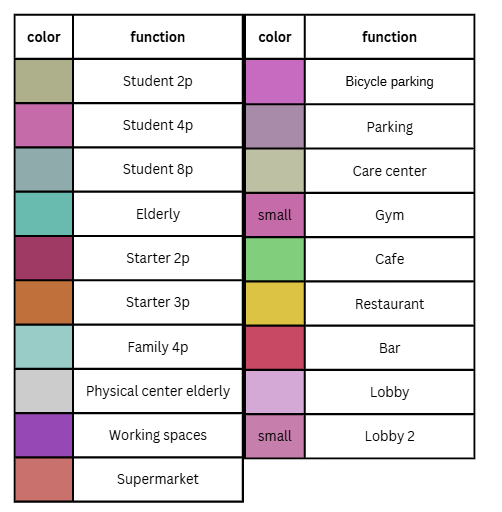 color function color function
Student 2p Bicycle parking
Student 4p Parking
Student 8p Care center
Elderly small Gym
Starter 2p Cafe
Starter 3p Restaurant
Family 4p Bar
Physical center elderly Lobby
Working spaces small Lobby 2
Supermarket